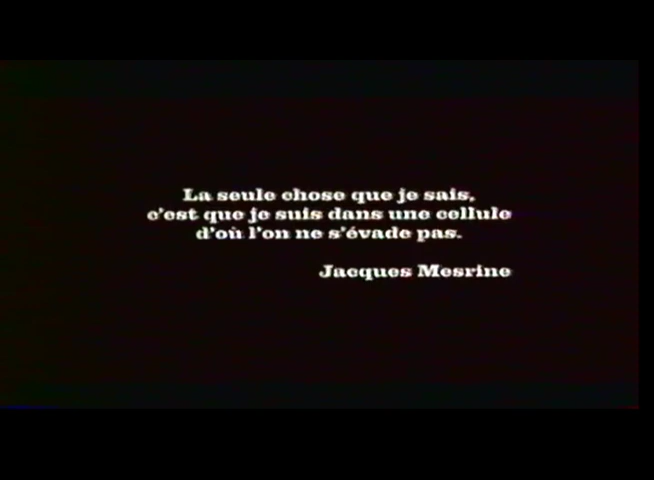 La seule chose que je sais,
c'est que je suis dans une cellule
d'où l'on ne s'évade pas.
Jacques Mesrine